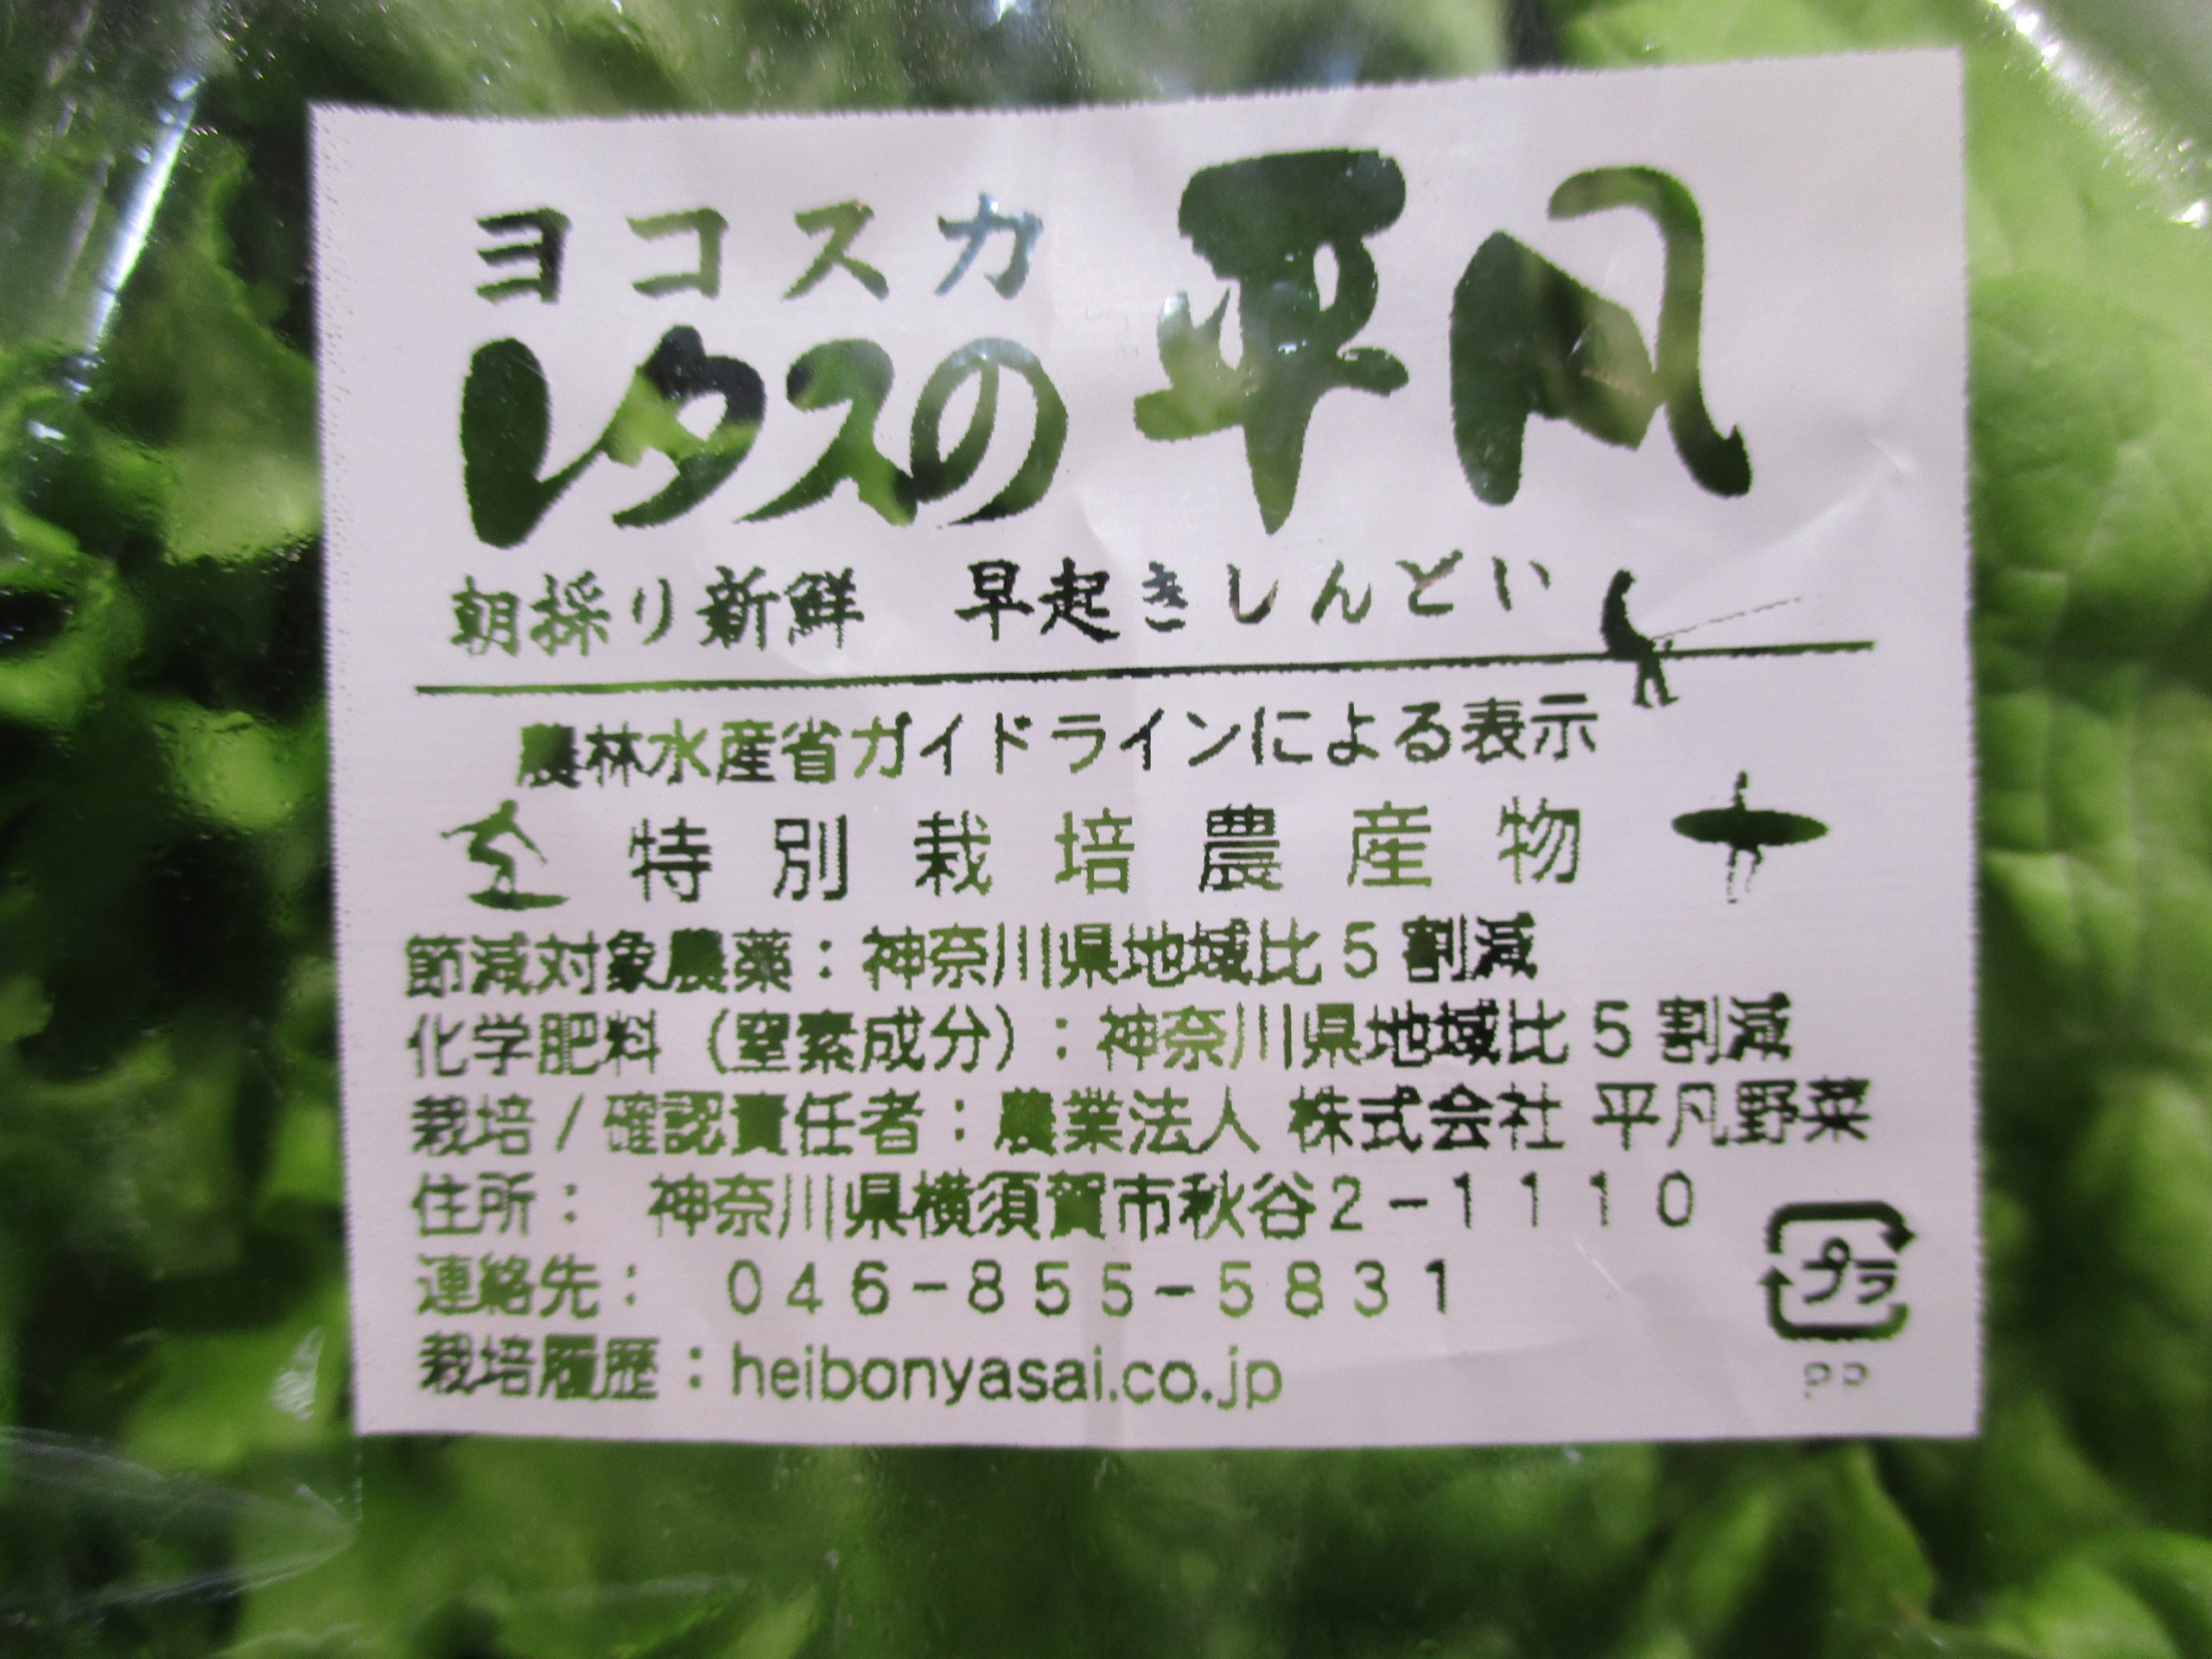 ヨコスカ
レタスの 平凡
朝採り新鮮 早起きしんどい
農林水産省ガイドラインによる表示
特別栽培農産物
節減対象農薬：神奈川県地域比5割減
化学肥料（窒素成分）：神奈川県地域比5割減
栽培/確認責任者：農業法人 株式会社 平凡野菜
住所： 神奈川県横須賀市秋谷2-1110
連絡先： 046-855-5831
栽培履歴：heibonyasai.co.jp
プラ
PP